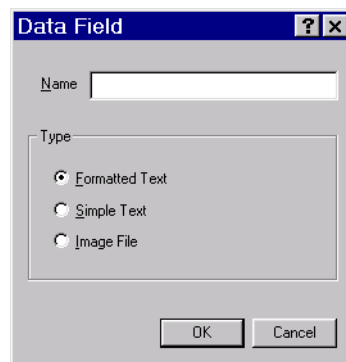 Data Field ? ×
Name
Type
Formatted Text
Simple Text
Image File
OK Cancel